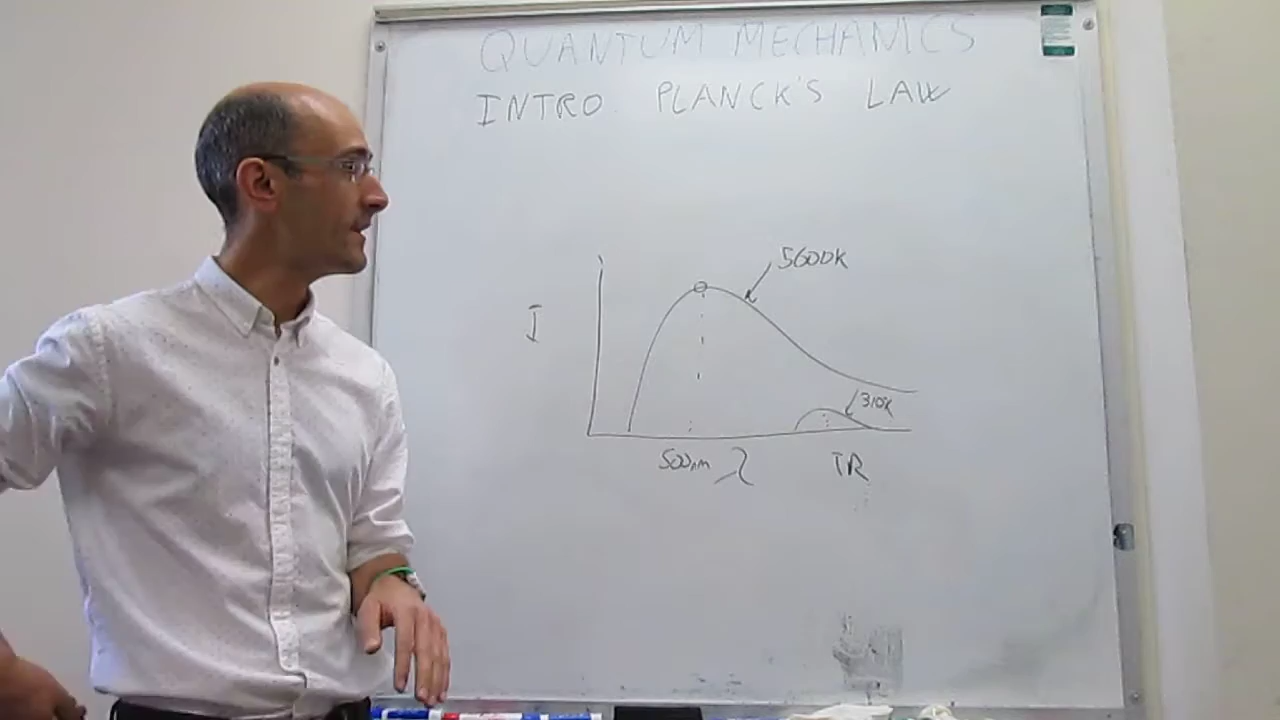 QUANTUM MECHANICS
INTRO. PLANCK'S LAW
5600K
I
310K
500nm λ IR